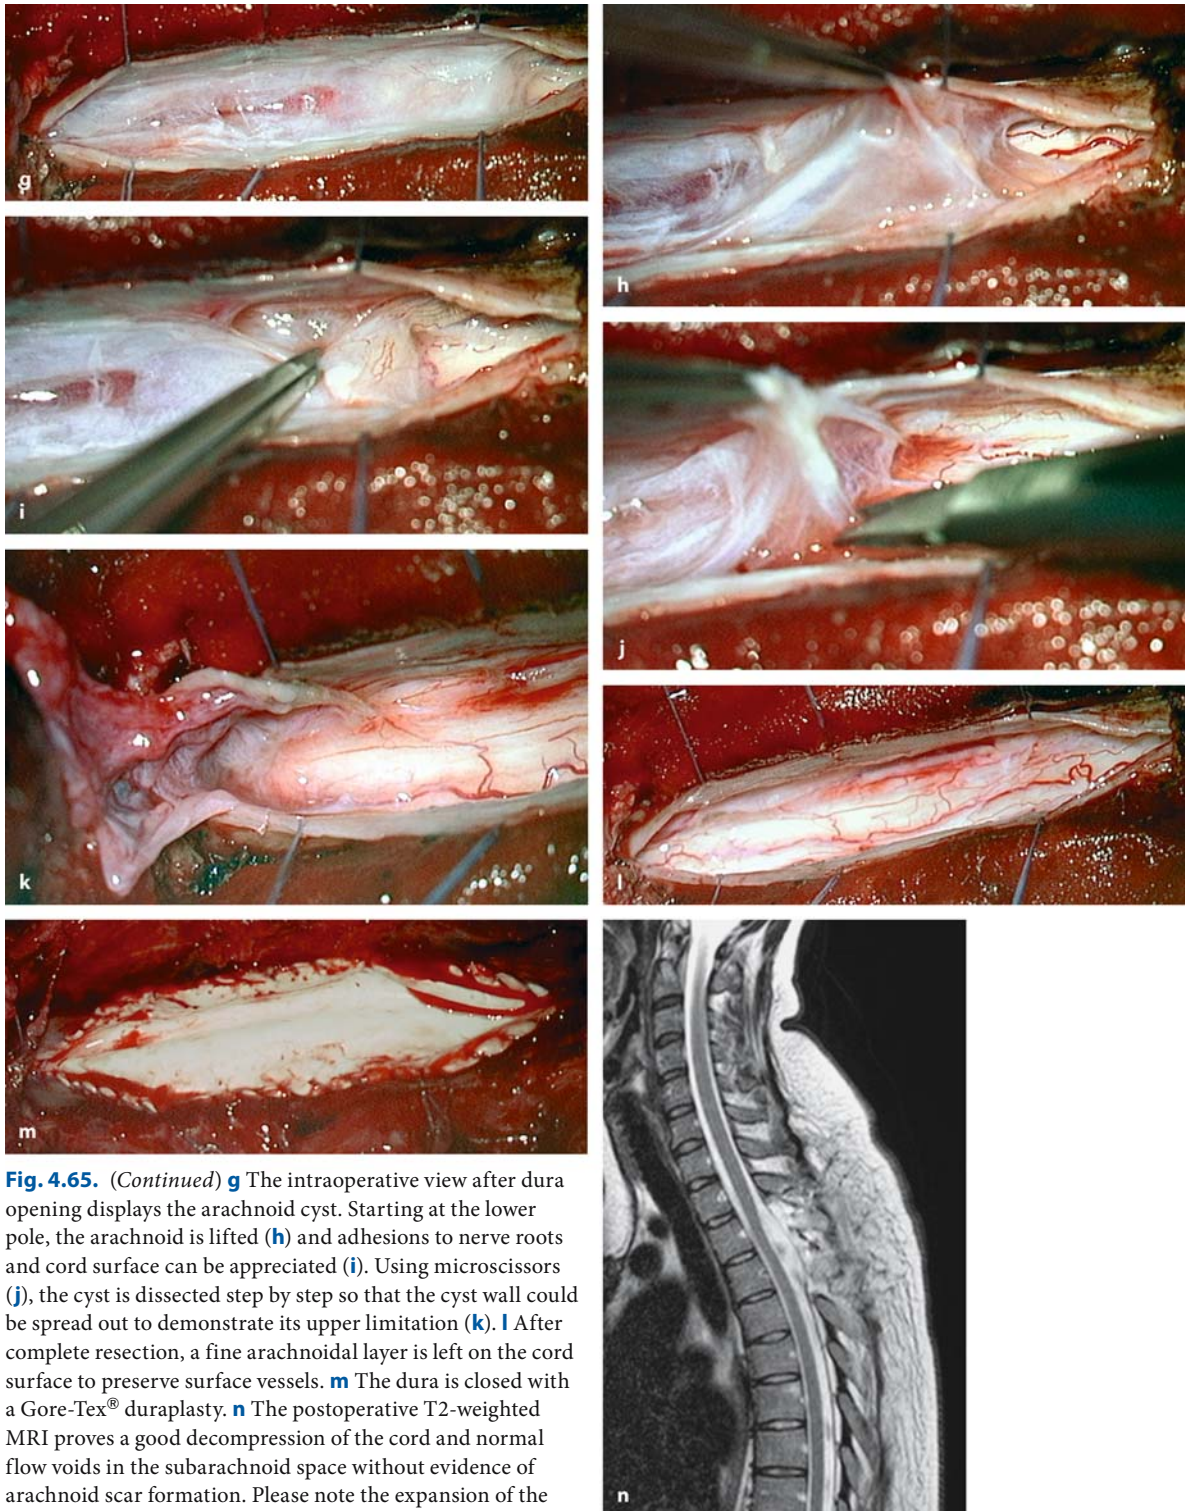 g
h
i
j
k
l
m
n
Fig. 4.65. (Continued) g The intraoperative view after dura
opening displays the arachnoid cyst. Starting at the lower
pole, the arachnoid is lifted (h) and adhesions to nerve roots
and cord surface can be appreciated (i). Using microscissors
(j), the cyst is dissected step by step so that the cyst wall could
be spread out to demonstrate its upper limitation (k). l After
complete resection, a fine arachnoidal layer is left on the cord
surface to preserve surface vessels. m The dura is closed with
a Gore-Tex® duraplasty. n The postoperative T2-weighted
MRI proves a good decompression of the cord and normal
flow voids in the subarachnoid space without evidence of
arachnoid scar formation. Please note the expansion of the